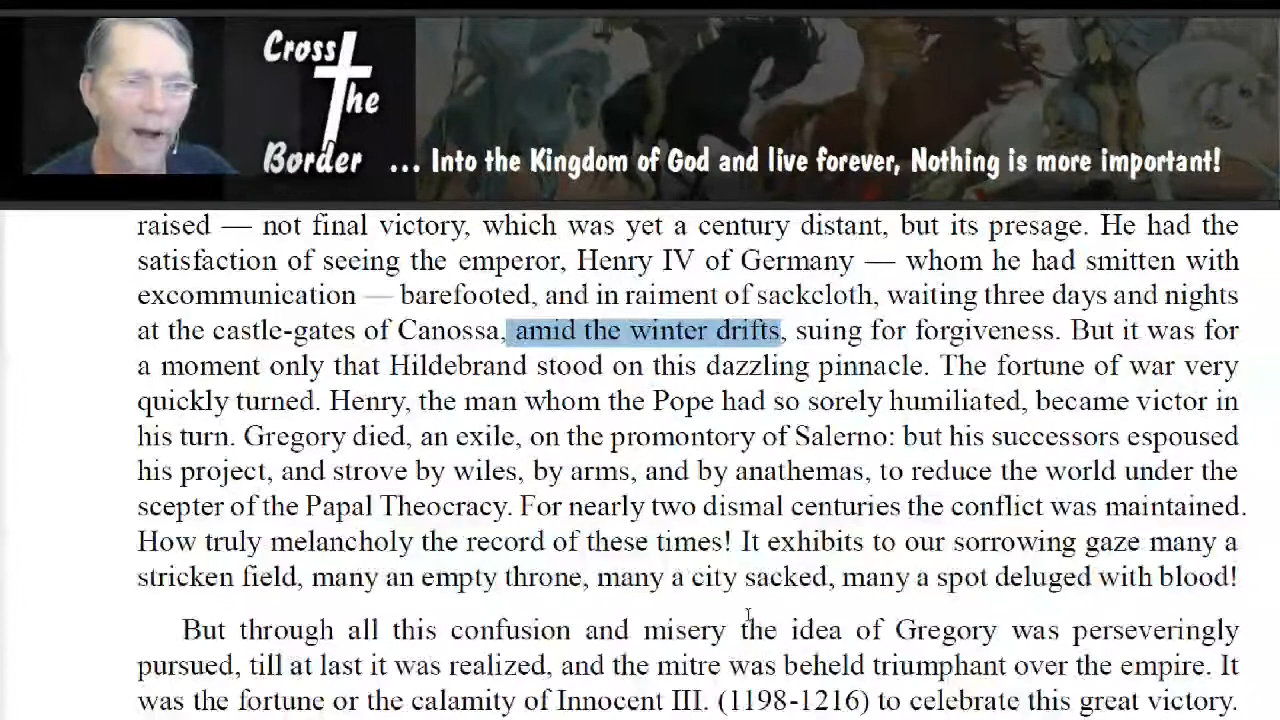 Cross
The
Border ... Into the Kingdom of God and live forever, Nothing is more important!
raised — not final victory, which was yet a century distant, but its presage. He had the
satisfaction of seeing the emperor, Henry IV of Germany — whom he had smitten with
excommunication — barefooted, and in raiment of sackcloth, waiting three days and nights
at the castle-gates of Canossa, amid the winter drifts, suing for forgiveness. But it was for
a moment only that Hildebrand stood on this dazzling pinnacle. The fortune of war very
quickly turned. Henry, the man whom the Pope had so sorely humiliated, became victor in
his turn. Gregory died, an exile, on the promontory of Salerno: but his successors espoused
his project, and strove by wiles, by arms, and by anathemas, to reduce the world under the
scepter of the Papal Theocracy. For nearly two dismal centuries the conflict was maintained.
How truly melancholy the record of these times! It exhibits to our sorrowing gaze many a
stricken field, many an empty throne, many a city sacked, many a spot deluged with blood!
But through all this confusion and misery the idea of Gregory was perseveringly
pursued, till at last it was realized, and the mitre was beheld triumphant over the empire. It
was the fortune or the calamity of Innocent III. (1198-1216) to celebrate this great victory.